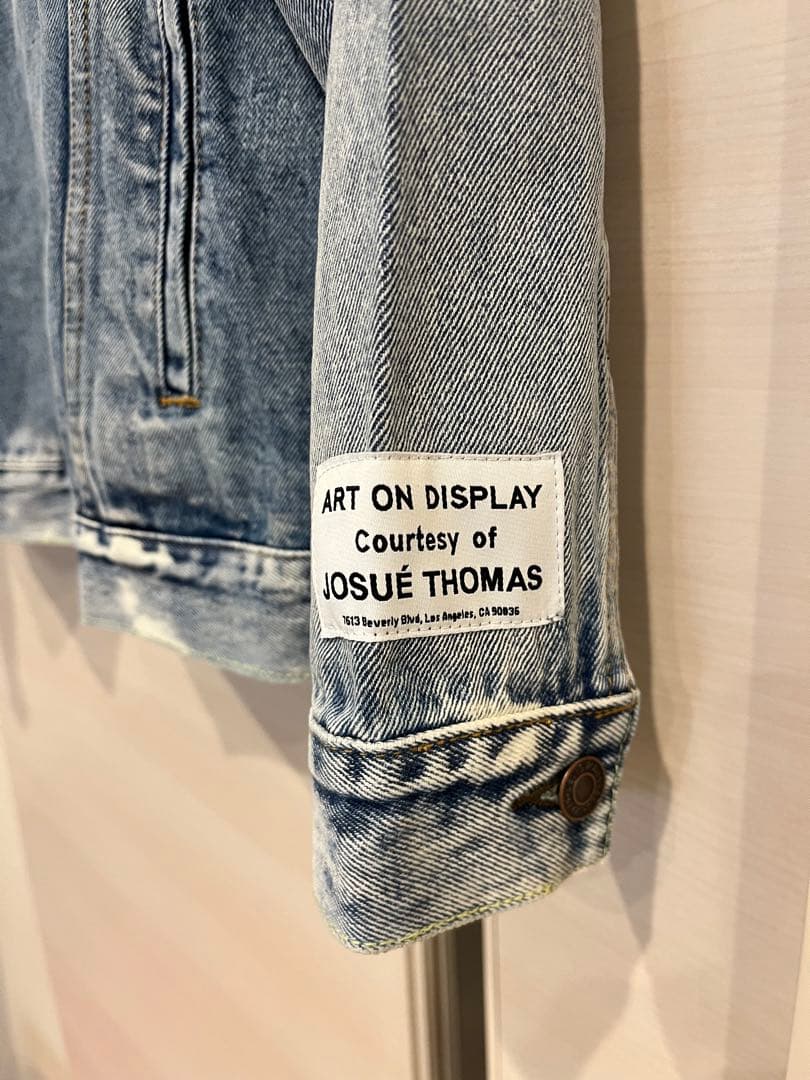 ART ON DISPLAY
Courtesy of
JOSUÉ THOMAS
7613 Beverly Blvd, Los Angeles, CA 90036